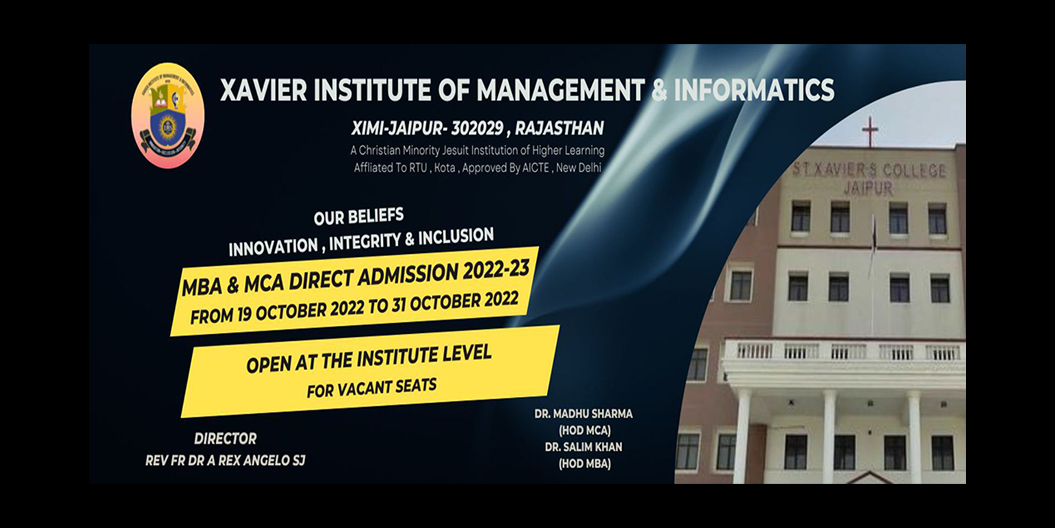 XAVIER INSTITUTE OF MANAGEMENT & INFORMATICS
XIMI-JAIPUR- 302029 , RAJASTHAN
A Christian Minority Jesuit Institution of Higher Learning
Affliated To RTU , Kota , Approved By AICTE , New Delhi
OUR BELIEFS
INNOVATION , INTEGRITY & INCLUSION
MBA & MCA DIRECT ADMISSION 2022-23
FROM 19 OCTOBER 2022 TO 31 OCTOBER 2022
OPEN AT THE INSTITUTE LEVEL
FOR VACANT SEATS
DIRECTOR
REV FR DR A REX ANGELO SJ
DR. MADHU SHARMA
(HOD MCA)
DR. SALIM KHAN
(HOD MBA)
ST. XAVIER'S COLLEGE
JAIPUR